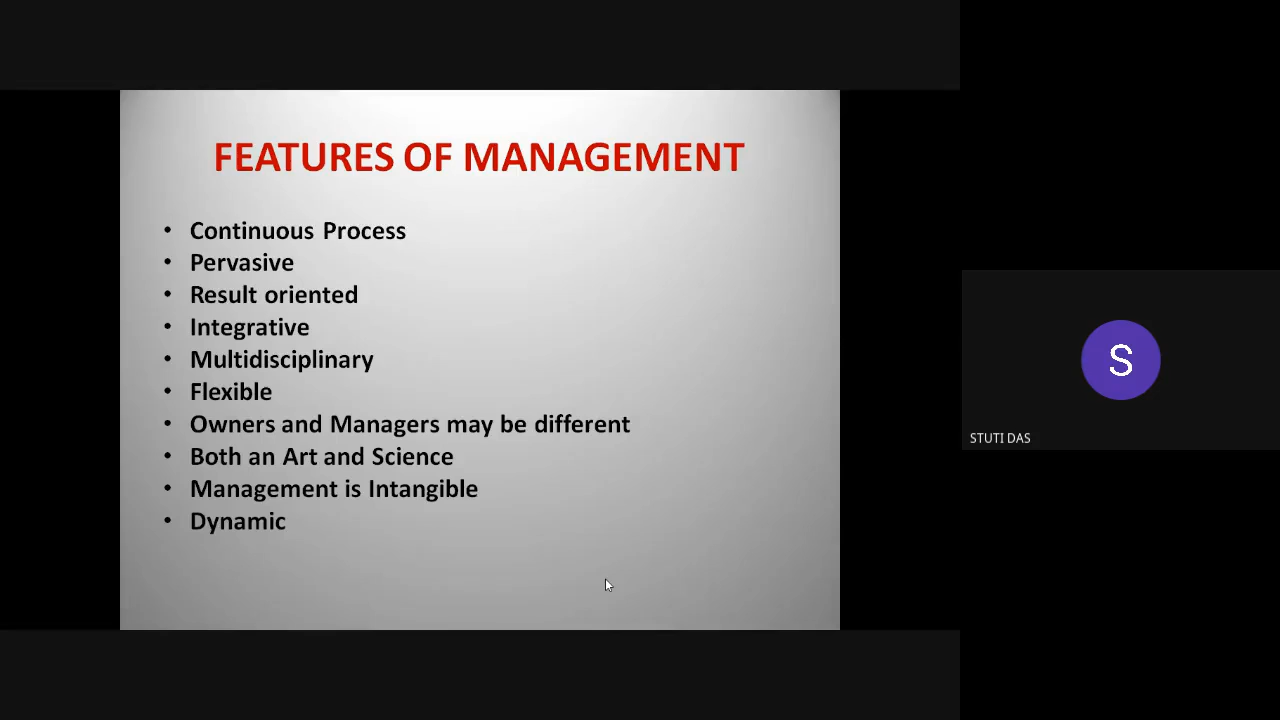 FEATURES OF MANAGEMENT
• Continuous Process
• Pervasive
• Result oriented
• Integrative
• Multidisciplinary
• Flexible
• Owners and Managers may be different
• Both an Art and Science
• Management is Intangible
• Dynamic
S
STUTI DAS